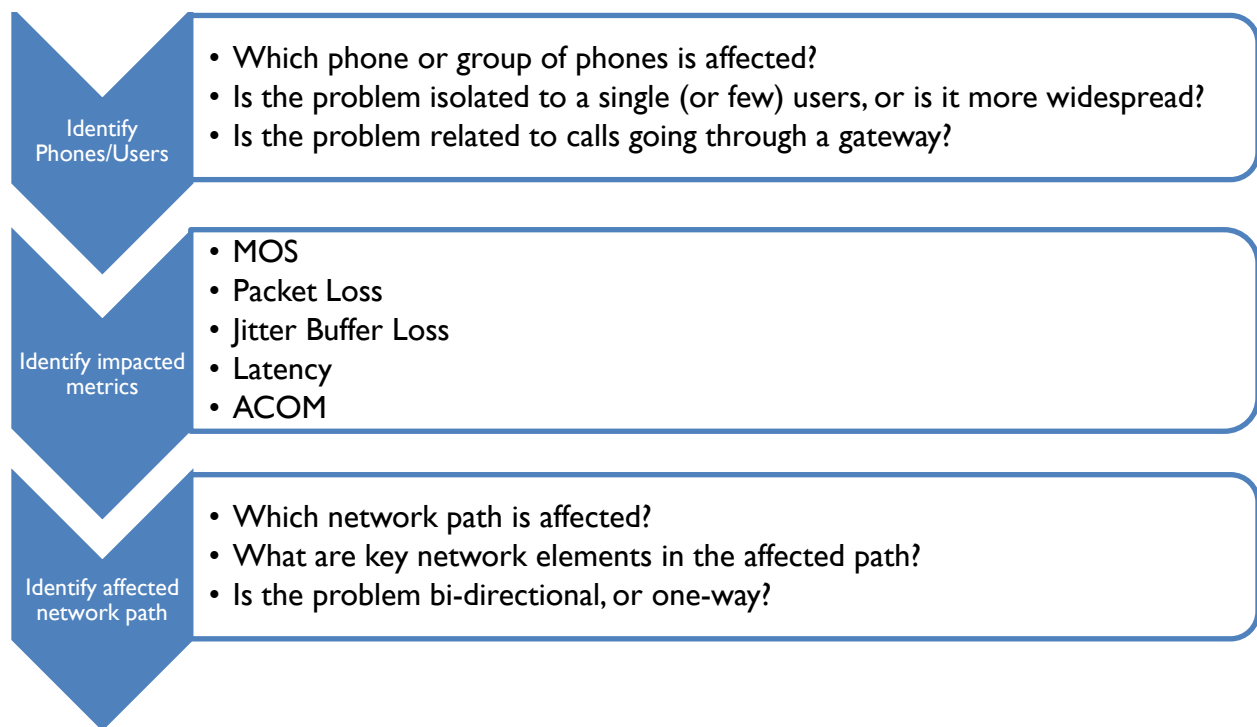 Identify
Phones/Users
• Which phone or group of phones is affected?
• Is the problem isolated to a single (or few) users, or is it more widespread?
• Is the problem related to calls going through a gateway?
Identify impacted
metrics
• MOS
• Packet Loss
• Jitter Buffer Loss
• Latency
• ACOM
Identify affected
network path
• Which network path is affected?
• What are key network elements in the affected path?
• Is the problem bi-directional, or one-way?